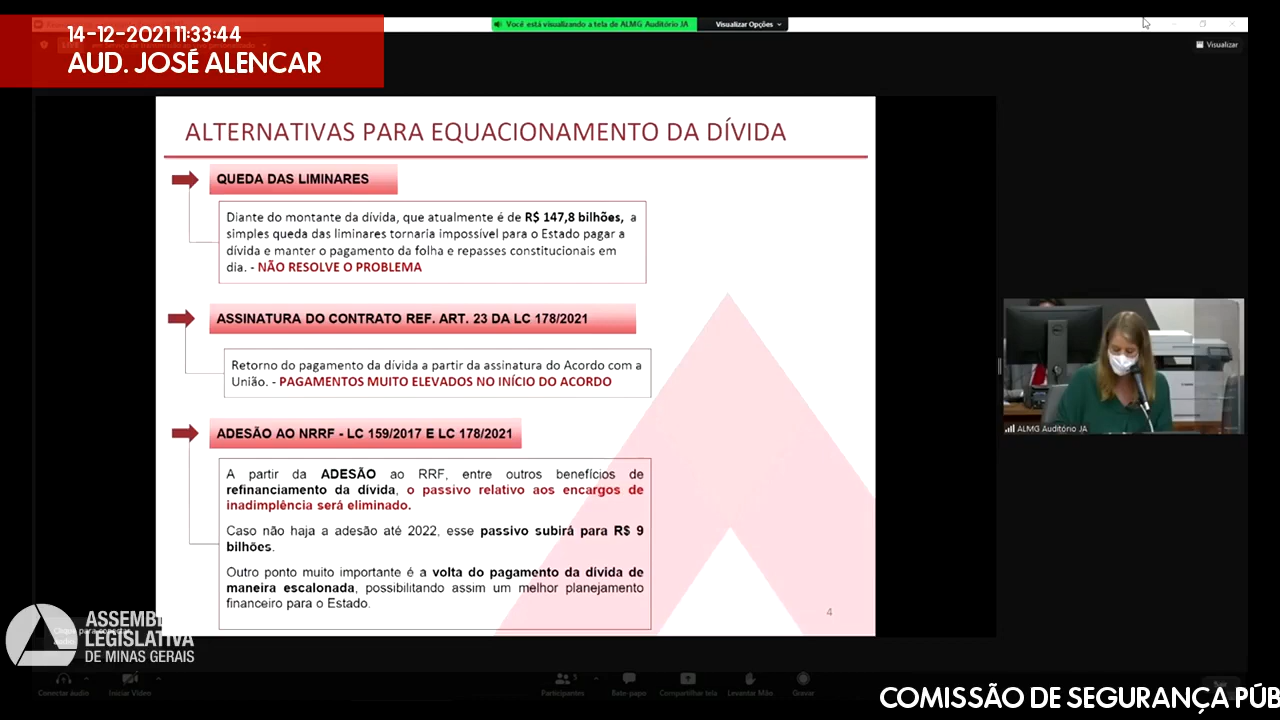 Você está visualizando a tela de ALMG Auditório JA
Visualizar Opções
14-12-2021 11:33:44
AUD. JOSÉ ALENCAR
Visualizar
ALTERNATIVAS PARA EQUACIONAMENTO DA DÍVIDA
QUEDA DAS LIMINARES
Diante do montante da dívida, que atualmente é de R$ 147,8 bilhões, a
simples queda das liminares tornaria impossível para o Estado pagar a
dívida e manter o pagamento da folha e repasses constitucionais em
dia. - NÃO RESOLVE O PROBLEMA
ASSINATURA DO CONTRATO REF. ART. 23 DA LC 178/2021
Retorno do pagamento da dívida a partir da assinatura do Acordo com a
União. - PAGAMENTOS MUITO ELEVADOS NO INÍCIO DO ACORDO
ADESÃO AO NRRF - LC 159/2017 E LC 178/2021
A partir da ADESÃO ao RRF, entre outros benefícios de
refinanciamento da dívida, o passivo relativo aos encargos de
inadimplência será eliminado.
Caso não haja a adesão até 2022, esse passivo subirá para R$ 9
bilhões.
Outro ponto muito importante é a volta do pagamento da dívida de
maneira escalonada, possibilitando assim um melhor planejamento
financeiro para o Estado.
4
ALMG Auditório JA
ASSEMB
LEGISLATIVA
DE MINAS GERAIS
Conectar áudio
Iniciar Vídeo
Participantes
Bate-papo
Compartilhar tela
Levantar Mão
Gravar
COMISSÃO DE SEGURANÇA PÚB